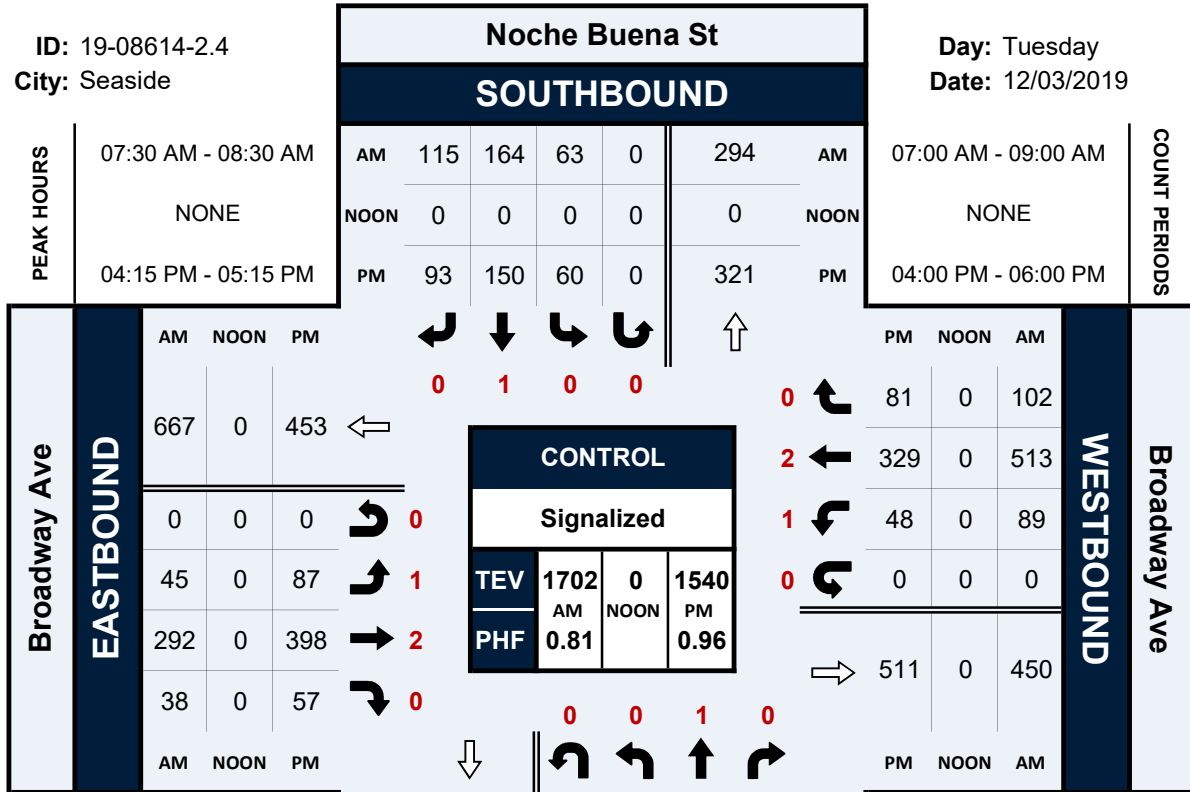 ID: 19-08614-2.4
City: Seaside
Noche Buena St
SOUTHBOUND
Day: Tuesday
Date: 12/03/2019
PEAK HOURS
07:30 AM - 08:30 AM
NONE
04:15 PM - 05:15 PM
AM 115 164 63 0 294 AM
NOON 0 0 0 0 0 NOON
PM 93 150 60 0 321 PM
07:00 AM - 09:00 AM
NONE
04:00 PM - 06:00 PM
COUNT PERIODS
0 1 0 0
Broadway Ave
EASTBOUND
AM NOON PM
667 0 453
0 0 0 0
45 0 87 1
292 0 398 2
38 0 57 0
AM NOON PM
CONTROL
Signalized
TEV 1702 0 1540
AM NOON PM
PHF 0.81 0.96
PM NOON AM
0 81 0 102
2 329 0 513
1 48 0 89
0 0 0 0
511 0 450
PM NOON AM
WESTBOUND
Broadway Ave
0 0 1 0